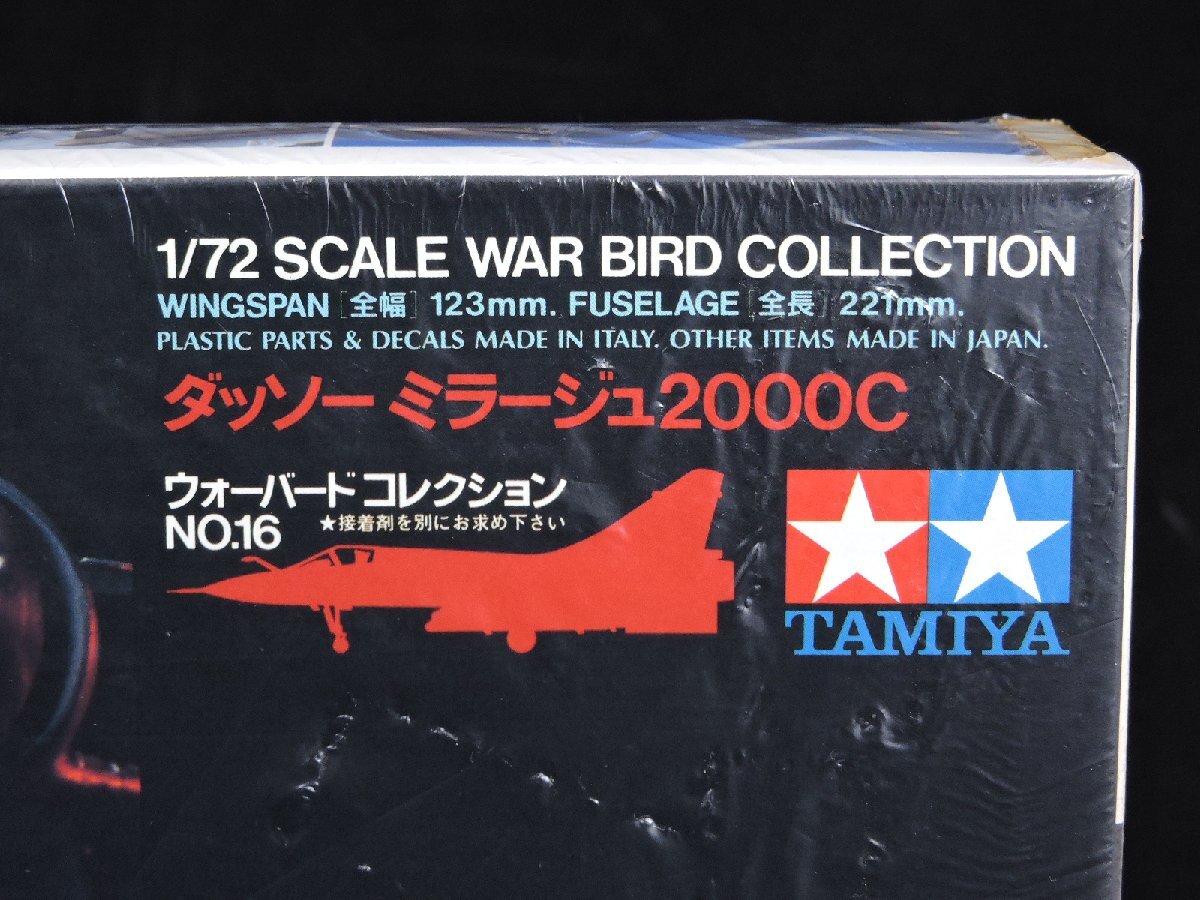 1/72 SCALE WAR BIRD COLLECTION
WINGSPAN [全幅] 123mm. FUSELAGE [全長] 221mm.
PLASTIC PARTS & DECALS MADE IN ITALY. OTHER ITEMS MADE IN JAPAN.
ダッソー ミラージュ2000C
ウォーバードコレクション
NO.16 ★接着剤を別にお求め下さい
TAMIYA